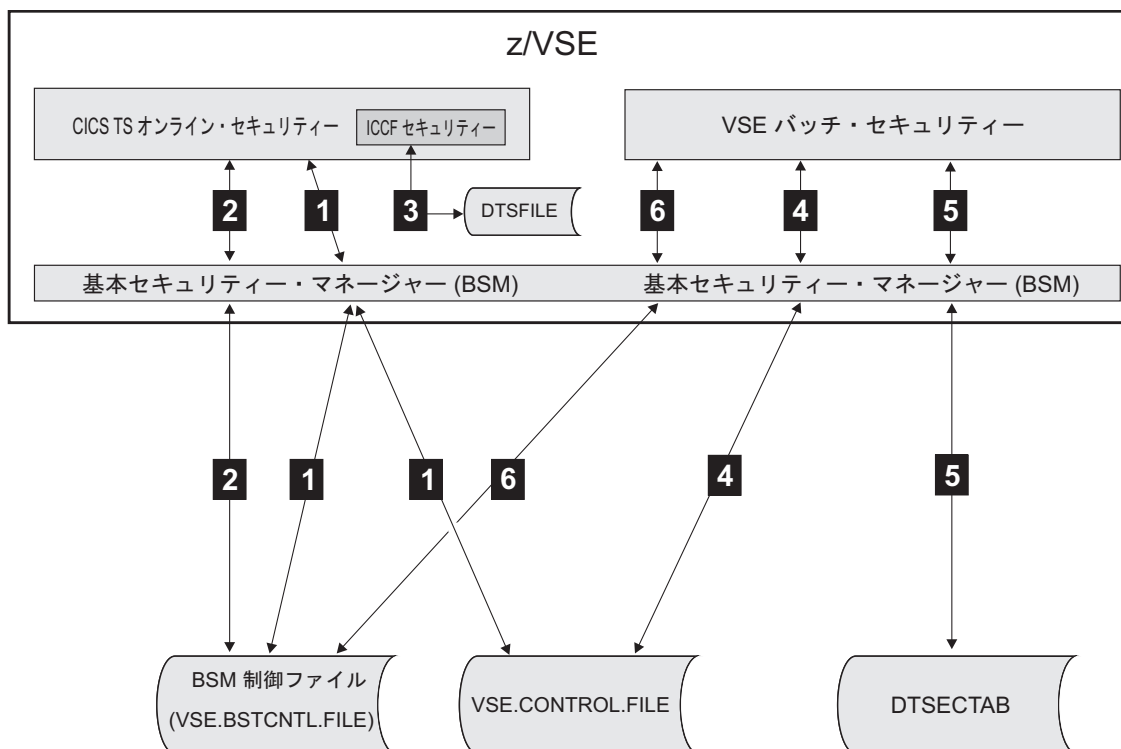 z/VSE
CICS TS オンライン・セキュリティー
ICCF セキュリティー
VSE バッチ・セキュリティー
2
1
3
DTSFILE
6
4
5
基本セキュリティー・マネージャー (BSM)
基本セキュリティー・マネージャー (BSM)
2
1
1
6
4
5
BSM 制御ファイル
(VSE.BSTCNTL.FILE)
VSE.CONTROL.FILE
DTSECTAB